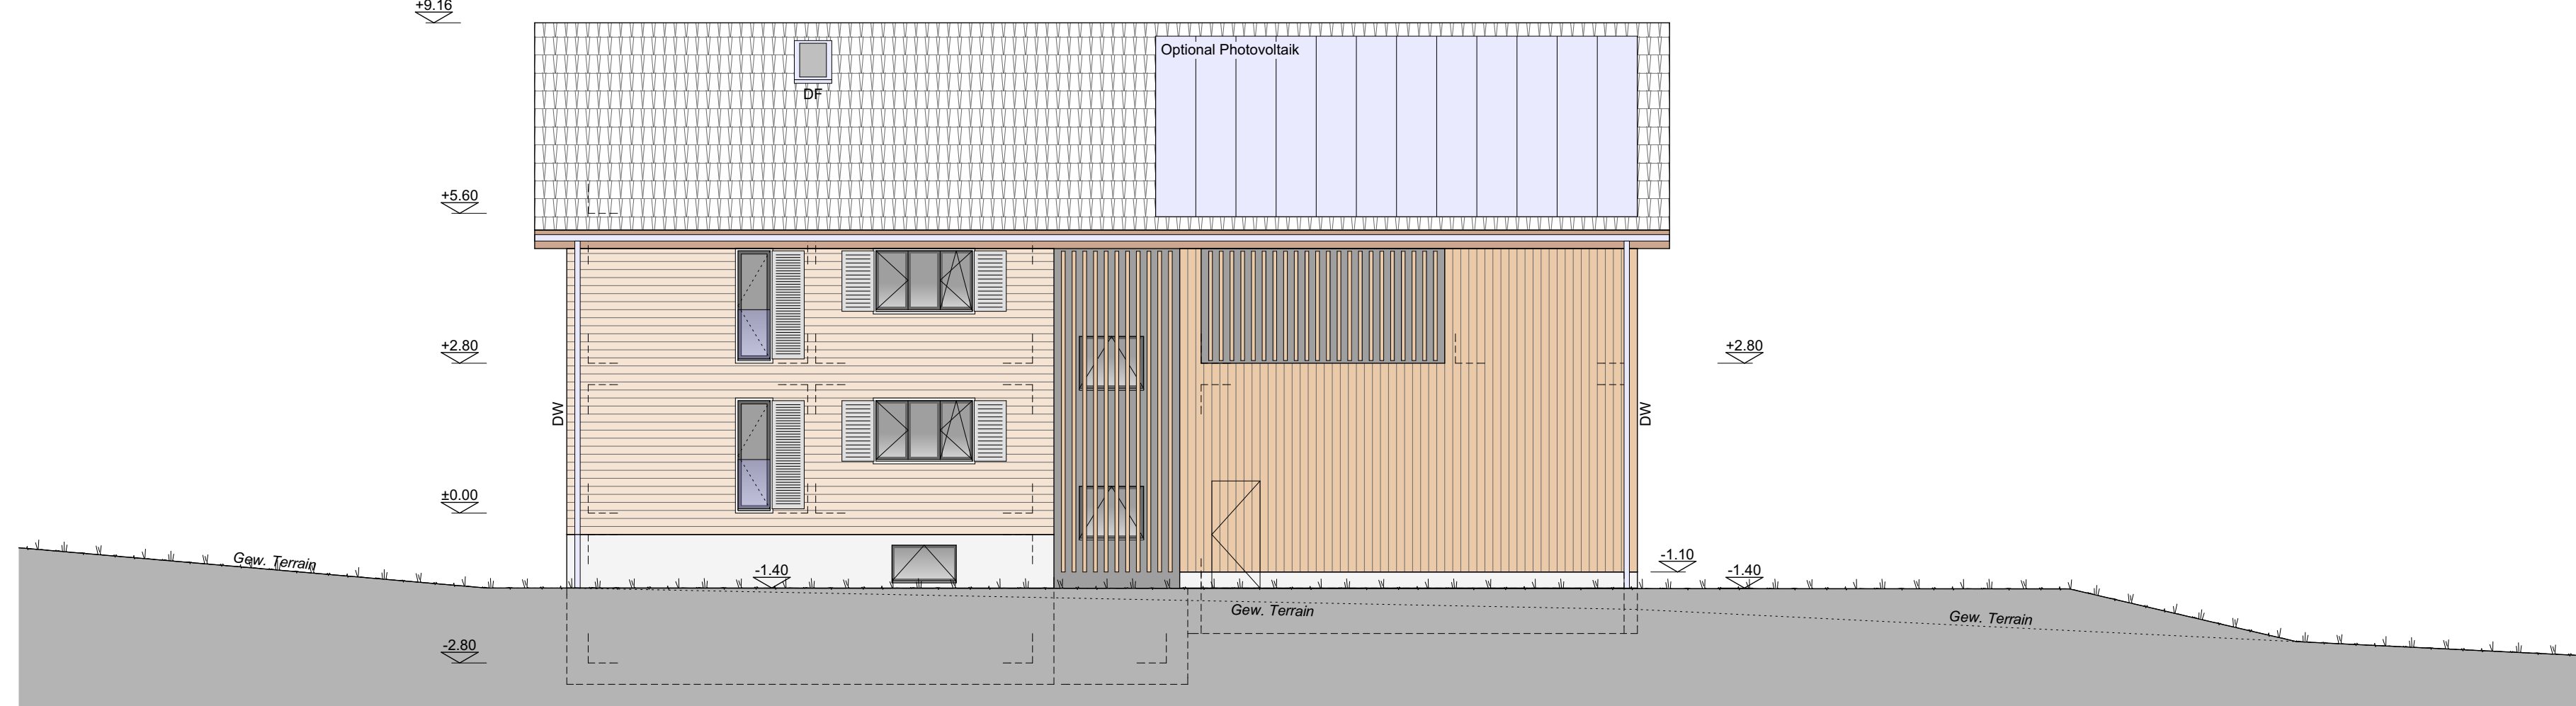 +9.16
Optional Photovoltaik
DF
+5.60
+2.80
+2.80
DW
DW
±0.00
Gew. Terrain
-1.10
-1.40
-1.40
Gew. Terrain
Gew. Terrain
-2.80